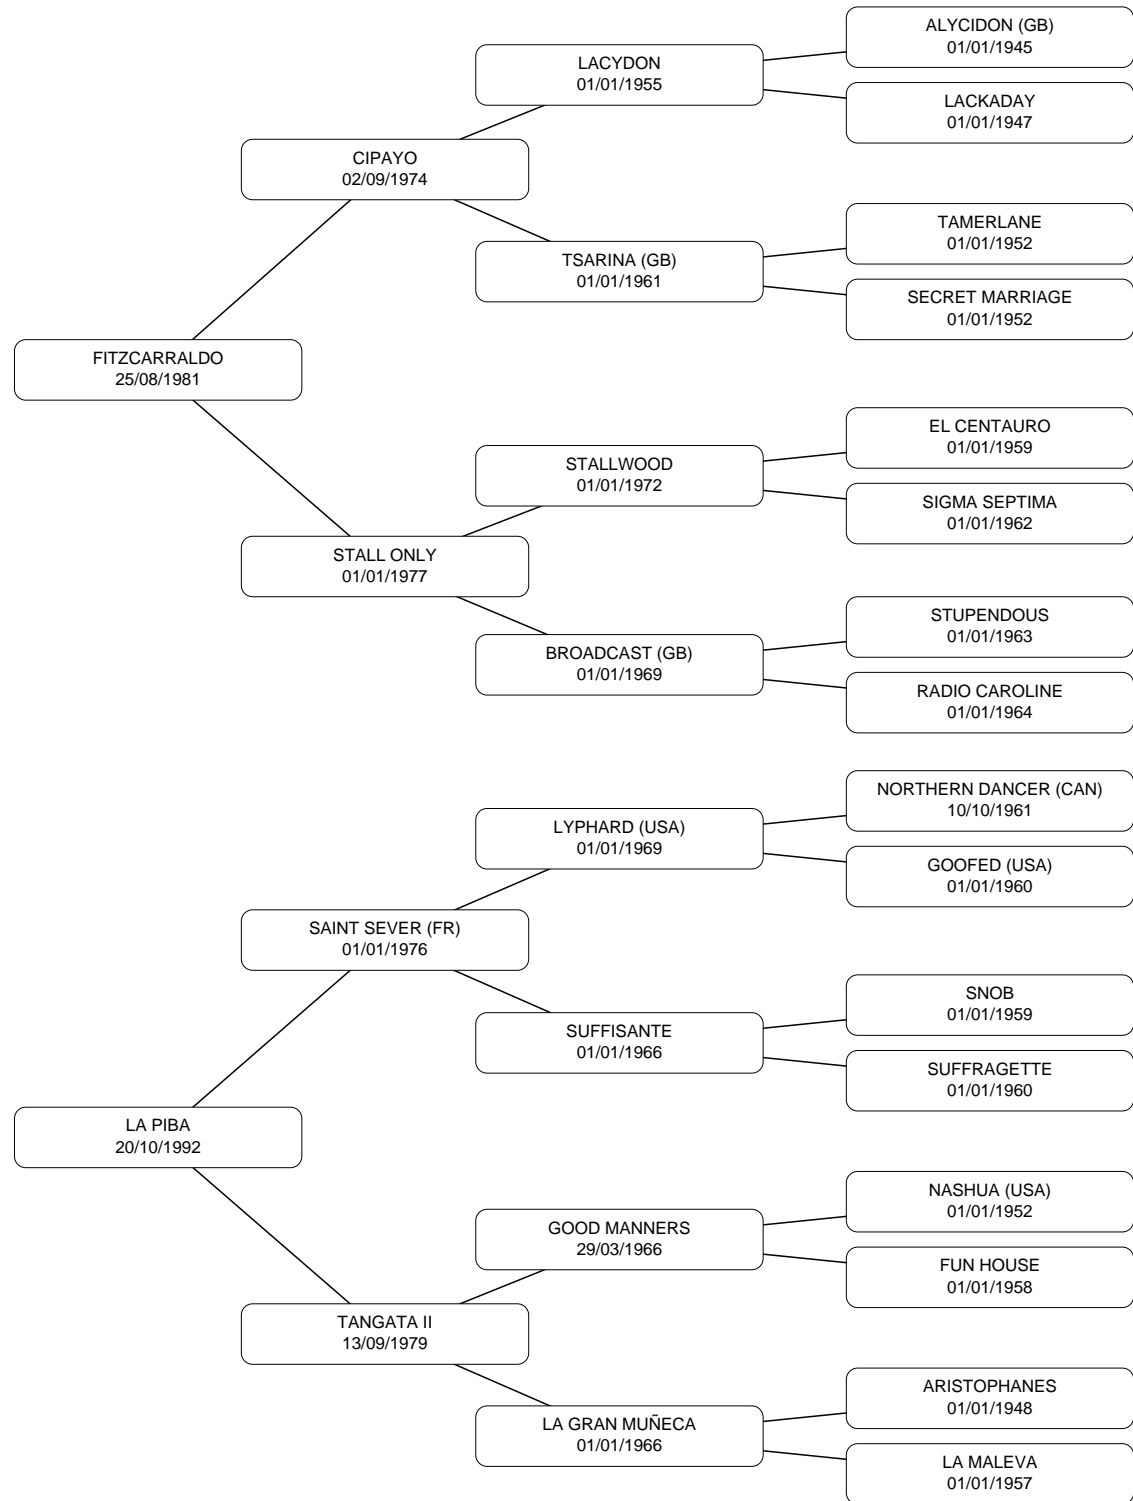 ALYCIDON (GB)
01/01/1945
LACYDON
01/01/1955
LACKADAY
01/01/1947
CIPAYO
02/09/1974
TAMERLANE
01/01/1952
TSARINA (GB)
01/01/1961
SECRET MARRIAGE
01/01/1952
FITZCARRALDO
25/08/1981
EL CENTAURO
01/01/1959
STALLWOOD
01/01/1972
SIGMA SEPTIMA
01/01/1962
STALL ONLY
01/01/1977
STUPENDOUS
01/01/1963
BROADCAST (GB)
01/01/1969
RADIO CAROLINE
01/01/1964
NORTHERN DANCER (CAN)
10/10/1961
LYPHARD (USA)
01/01/1969
GOOFED (USA)
01/01/1960
SAINT SEVER (FR)
01/01/1976
SNOB
01/01/1959
SUFFISANTE
01/01/1966
SUFFRAGETTE
01/01/1960
LA PIBA
20/10/1992
NASHUA (USA)
01/01/1952
GOOD MANNERS
29/03/1966
FUN HOUSE
01/01/1958
TANGATA II
13/09/1979
ARISTOPHANES
01/01/1948
LA GRAN MUÑECA
01/01/1966
LA MALEVA
01/01/1957